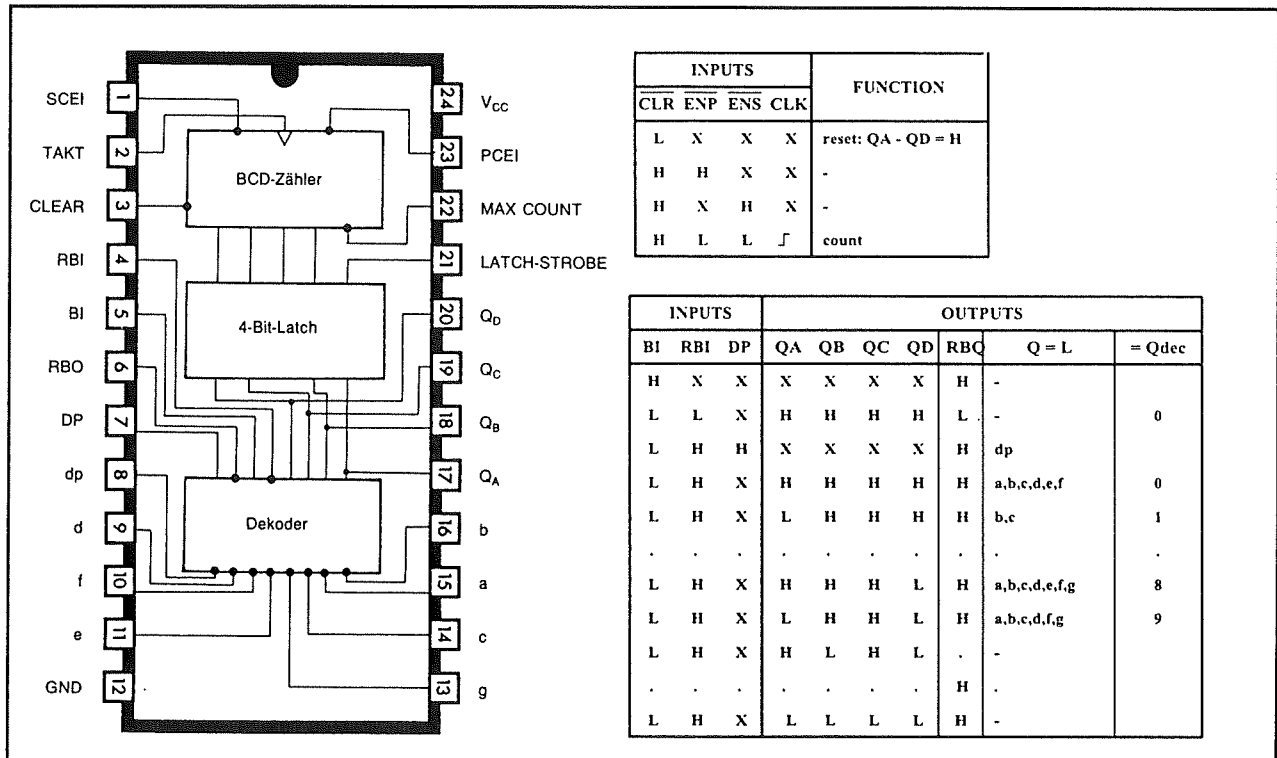 SCEI 1 24 VCC
TAKT 2 23 PCEI
BCD-Zähler
CLEAR 3 22 MAX COUNT
RBI 4 21 LATCH-STROBE
BI 5 4-Bit-Latch 20 QD
RBO 6 19 QC
DP 7 18 QB
dp 8 17 QA
Dekoder
d 9 16 b
f 10 15 a
e 11 14 c
GND 12 13 g
INPUTS FUNCTION
CLR ENP ENS CLK
L X X X reset: QA - QD = H
H H X X -
H X H X -
H L L count
INPUTS OUTPUTS
BI RBI DP QA QB QC QD RBQ Q = L = Qdec
H X X X X X X H -
L L X H H H H L - 0
L H H X X X X H dp
L H X H H H H H a,b,c,d,e,f 0
L H X L H H H H b,c 1
. . . . . . . . . .
L H X H H H L H a,b,c,d,e,f,g 8
L H X L H H L H a,b,c,d,f,g 9
L H X H L H L . -
. . . . . . . H .
L H X L L L L H -